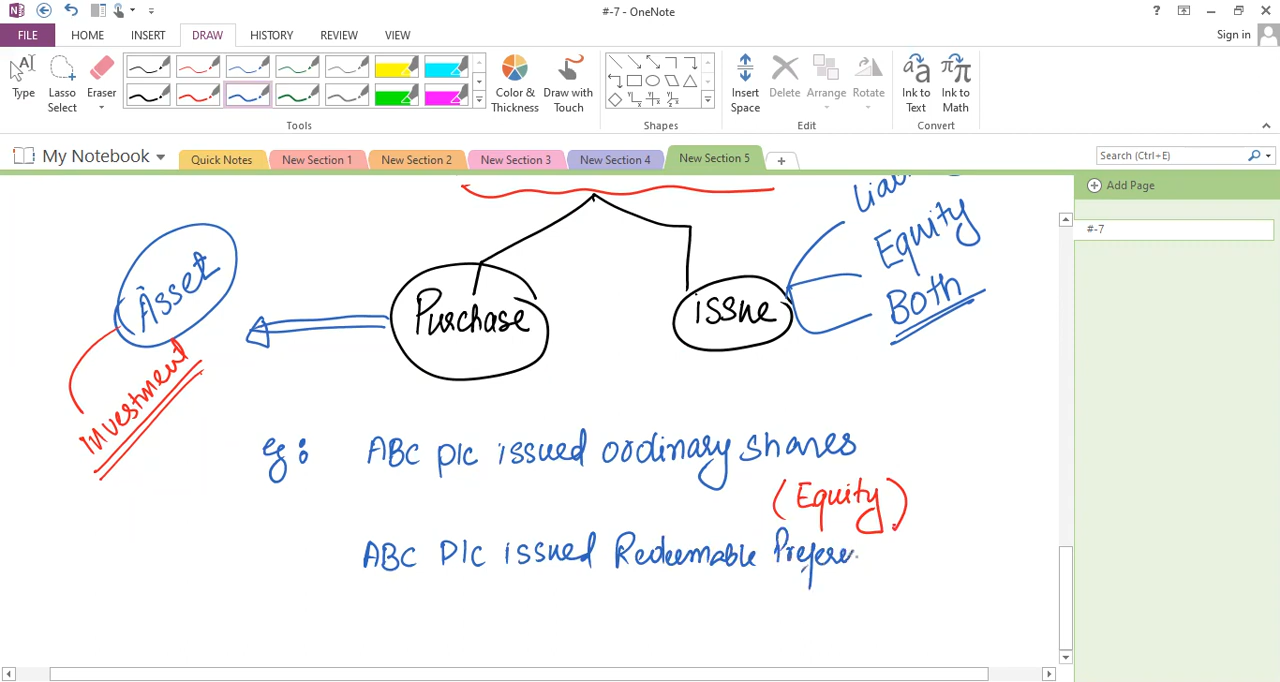 #-7 - OneNote
Sign in
FILE HOME INSERT DRAW HISTORY REVIEW VIEW
Type
Lasso Select
Eraser
Color & Thickness
Draw with Touch
Insert Space
Delete
Arrange
Rotate
Ink to Text
Ink to Math
Tools
Shapes
Edit
Convert
My Notebook
Quick Notes
New Section 1
New Section 2
New Section 3
New Section 4
New Section 5
Search (Ctrl+E)
Add Page
#-7
Equity
Both
Asset
Purchase
issue
Investment
eg: ABC plc issued ordinary shares
(Equity)
ABC Plc issued Redeemable Prefere